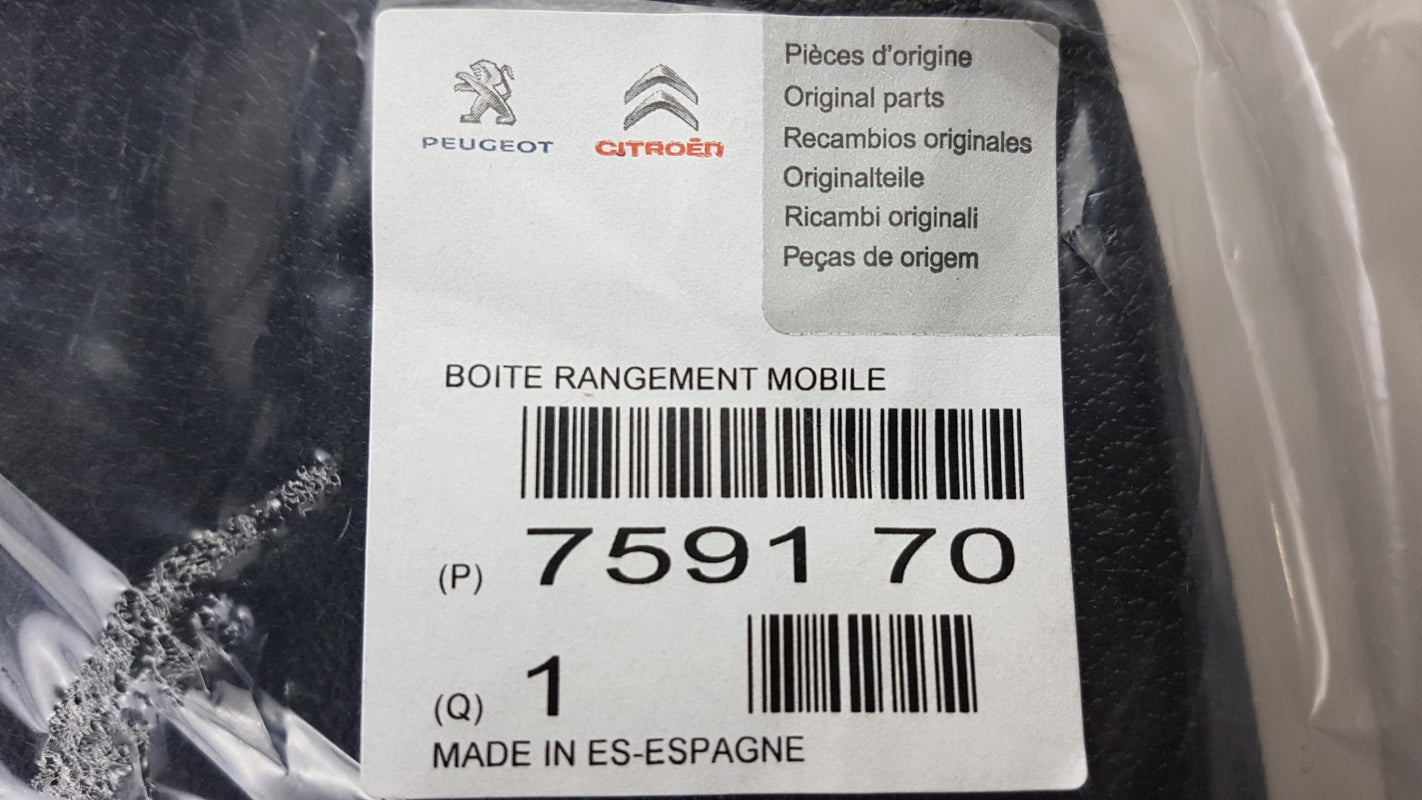 PEUGEOT
CITROËN
Pièces d'origine
Original parts
Recambios originales
Originalteile
Ricambi originali
Peças de origem
BOITE RANGEMENT MOBILE
(P) 7591 70
(Q) 1
MADE IN ES-ESPAGNE